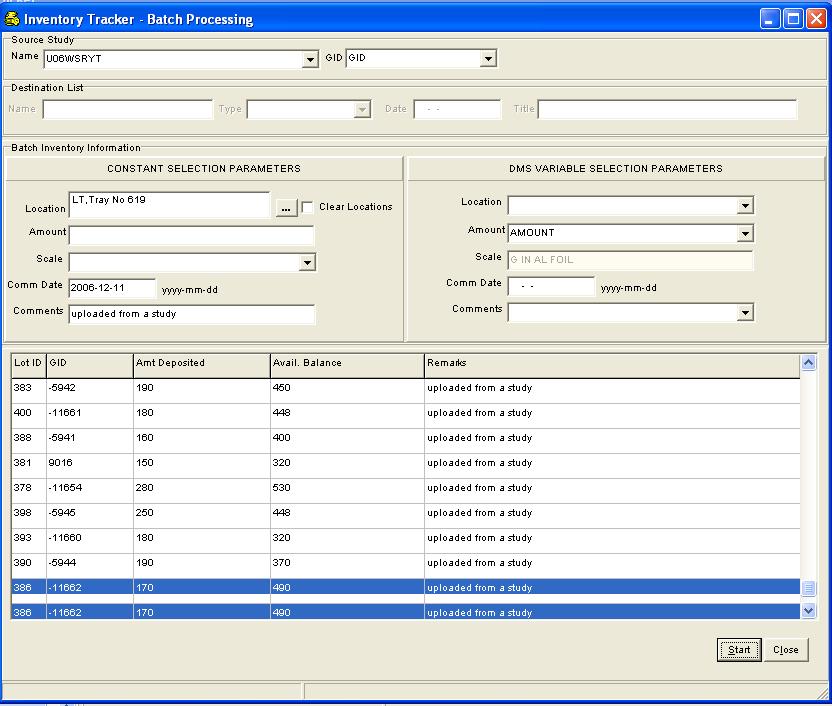 Inventory Tracker - Batch Processing
Source Study
Name U06WSRYT GID GID
Destination List
Name Type Date - - Title
Batch Inventory Information
CONSTANT SELECTION PARAMETERS
Location LT,Tray No 619 ... Clear Locations
Amount
Scale
Comm Date 2006-12-11 yyyy-mm-dd
Comments uploaded from a study
DMS VARIABLE SELECTION PARAMETERS
Location
Amount AMOUNT
Scale G IN AL FOIL
Comm Date - - yyyy-mm-dd
Comments
Lot ID GID Amt Deposited Avail. Balance Remarks
383 -5942 190 450 uploaded from a study
400 -11661 180 448 uploaded from a study
388 -5941 160 400 uploaded from a study
381 9016 150 320 uploaded from a study
378 -11654 280 530 uploaded from a study
398 -5945 250 448 uploaded from a study
393 -11660 180 320 uploaded from a study
390 -5944 190 370 uploaded from a study
386 -11662 170 490 uploaded from a study
386 -11662 170 490 uploaded from a study
Start Close